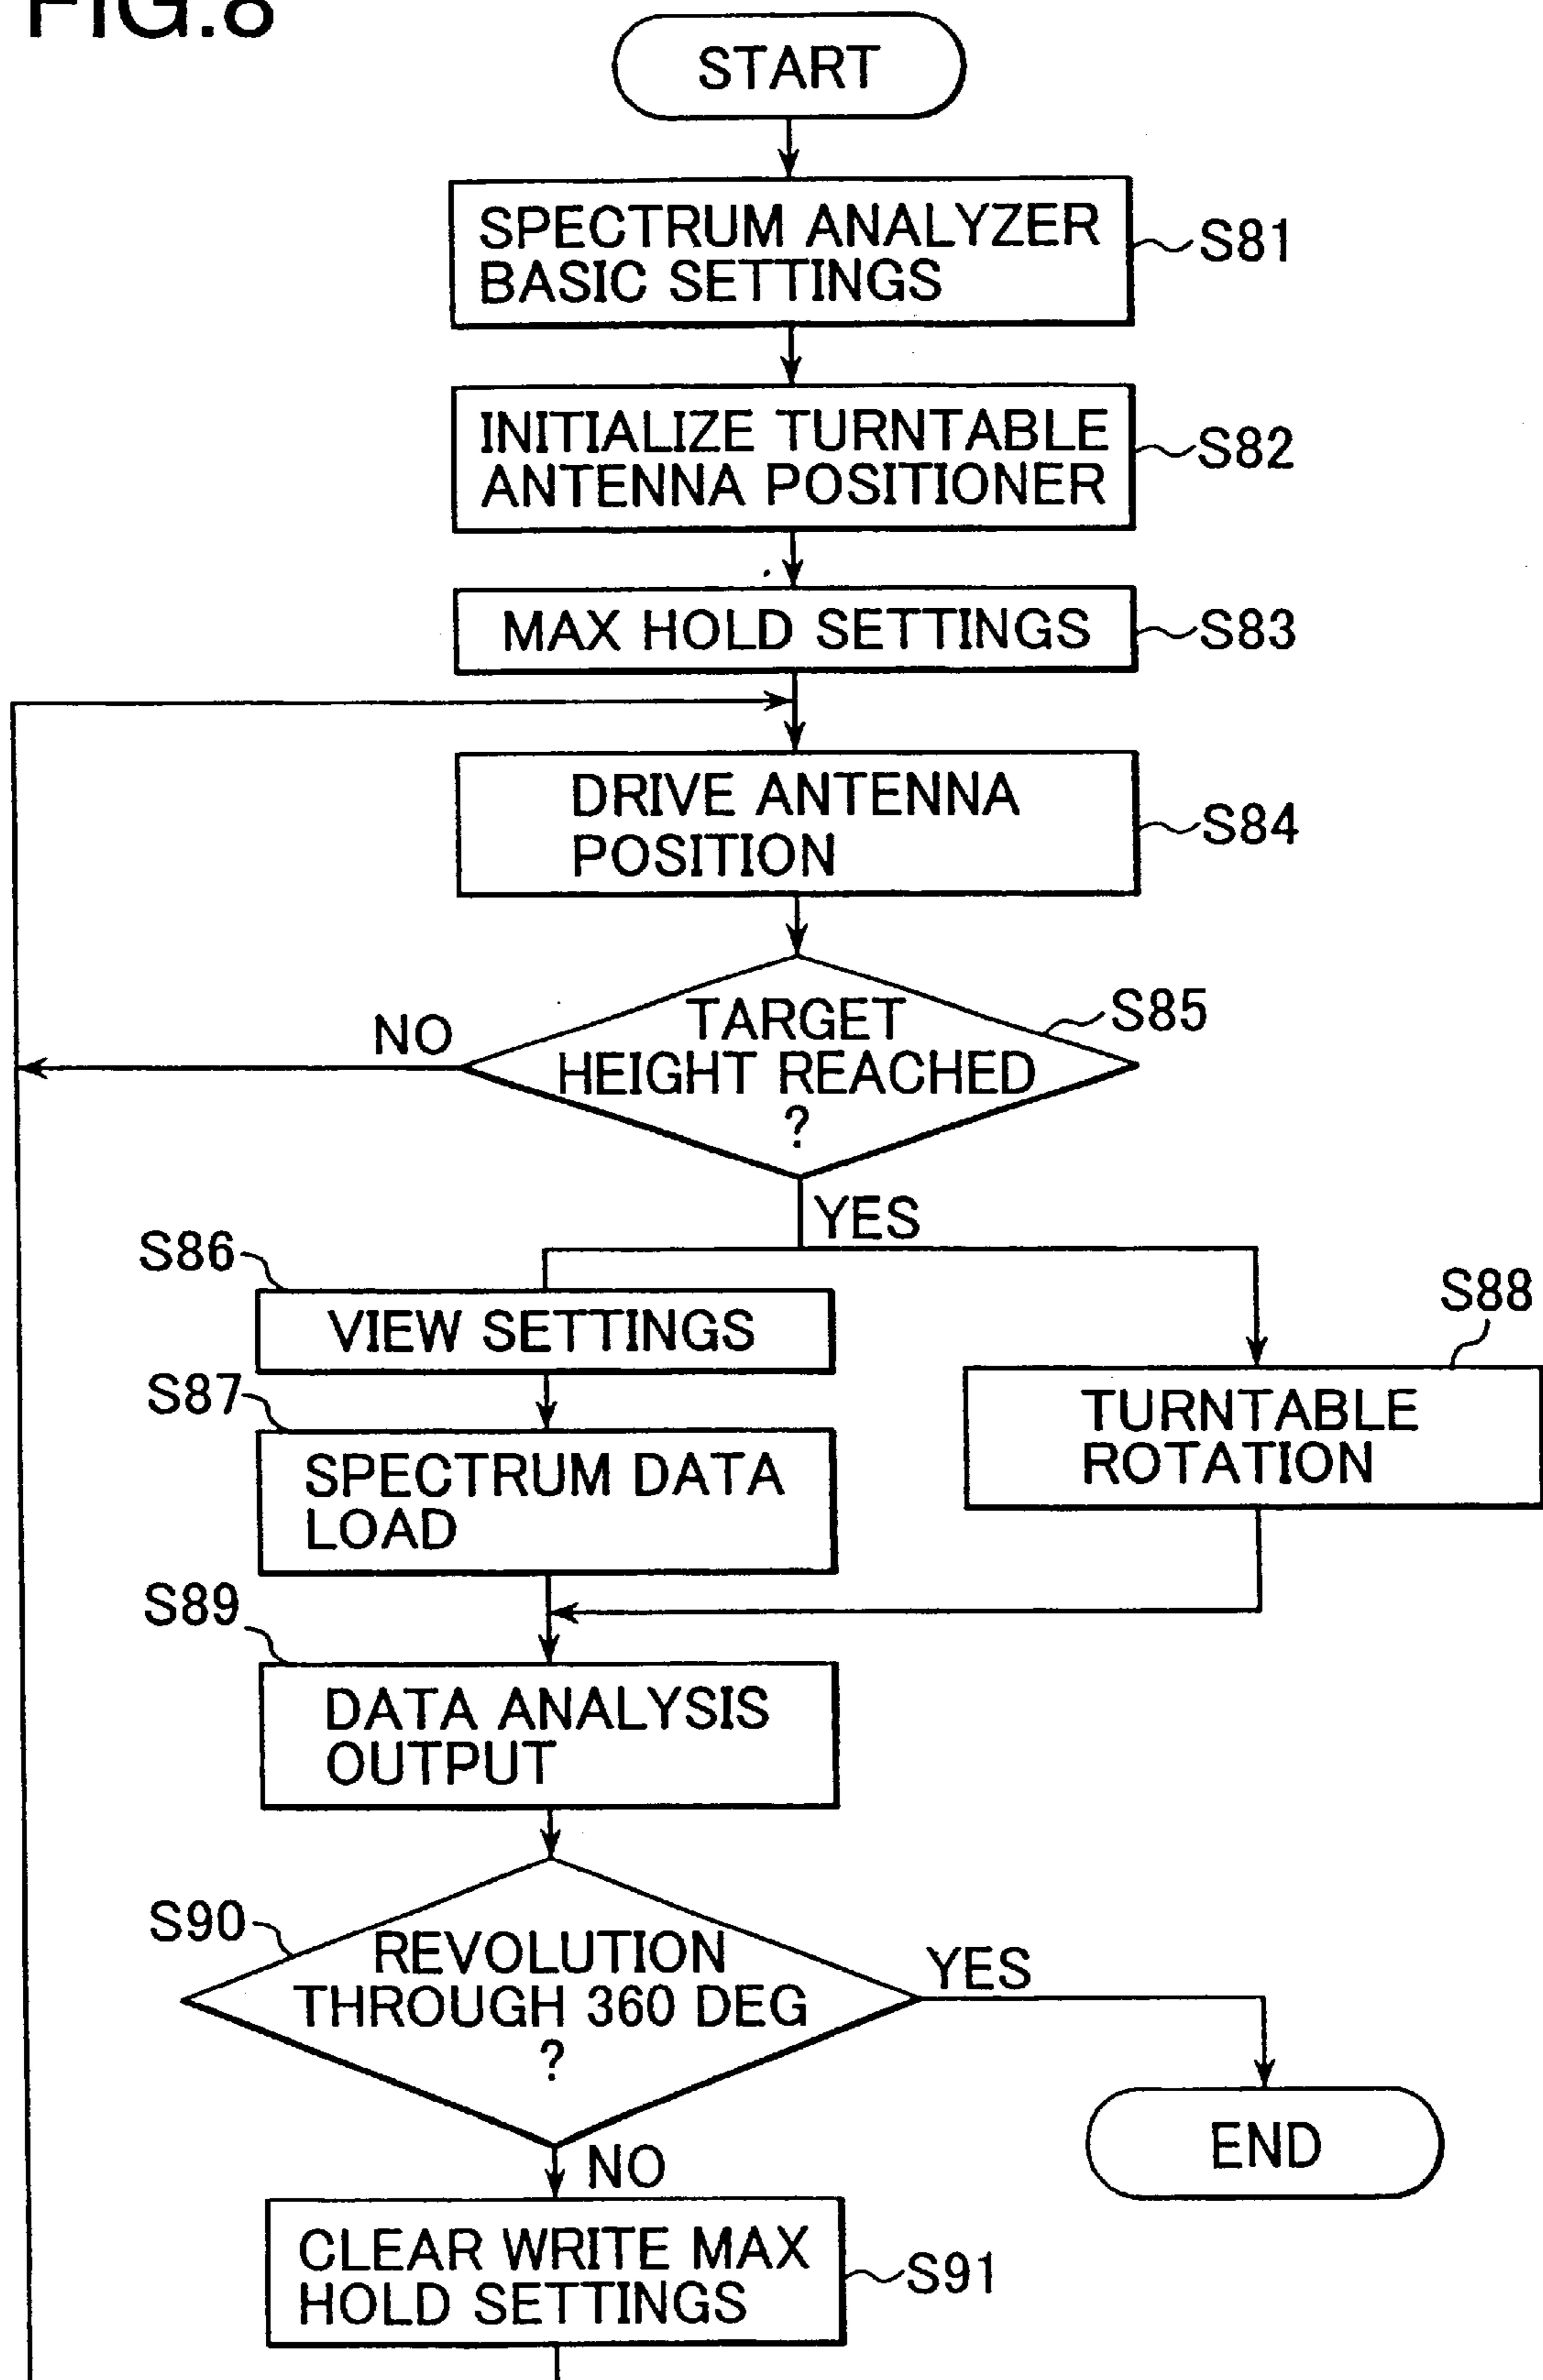 FIG.8
START
SPECTRUM ANALYZER
BASIC SETTINGS
S81
INITIALIZE TURNTABLE
ANTENNA POSITIONER
S82
MAX HOLD SETTINGS
S83
DRIVE ANTENNA
POSITION
S84
TARGET
HEIGHT REACHED
?
S85
NO
YES
S86
VIEW SETTINGS
S88
TURNTABLE
ROTATION
S87
SPECTRUM DATA
LOAD
S89
DATA ANALYSIS
OUTPUT
S90
REVOLUTION
THROUGH 360 DEG
?
YES
END
NO
CLEAR WRITE MAX
HOLD SETTINGS
S91